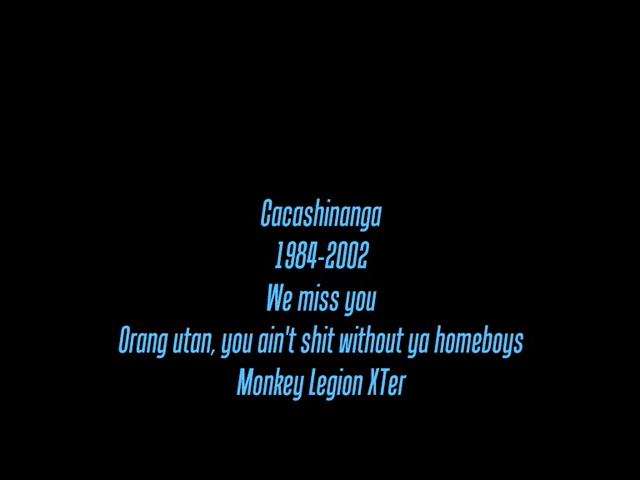 Cacashinanga
1984-2002
We miss you
Orang utan, you ain't shit without ya homeboys
Monkey Legion XTer